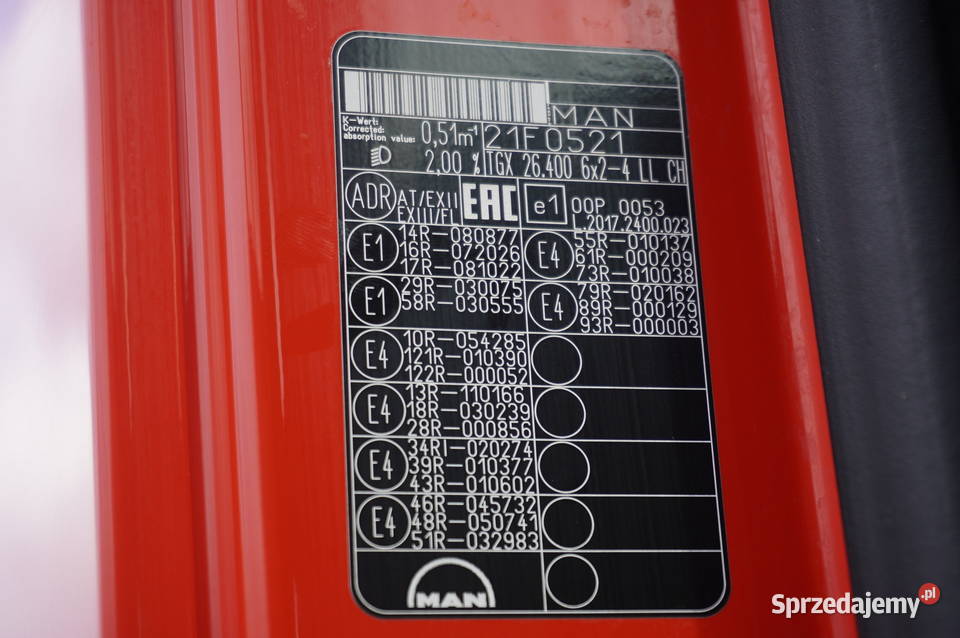 MAN
K-Wert:
Corrected
absorption value: 0,51m⁻¹ 21F0521
2,00 % TGX 26.400 6x2-4 LL CH
ADR AT/EXII EAC e1 00P 0053
EXIII/FL L.2017.2400.023
E1 14R-080877 E4 55R-010137
16R-072026 61R-000209
17R-081022 73R-010038
E1 29R-030075 E4 79R-020162
58R-030555 89R-000129
93R-000003
E4 10R-054285
121R-010390
122R-000052
E4 13R-110166
18R-030239
28R-000856
E4 34RI-020274
39R-010377
43R-010602
E4 46R-045732
48R-050741
51R-032983
MAN
Sprzedajemy.pl